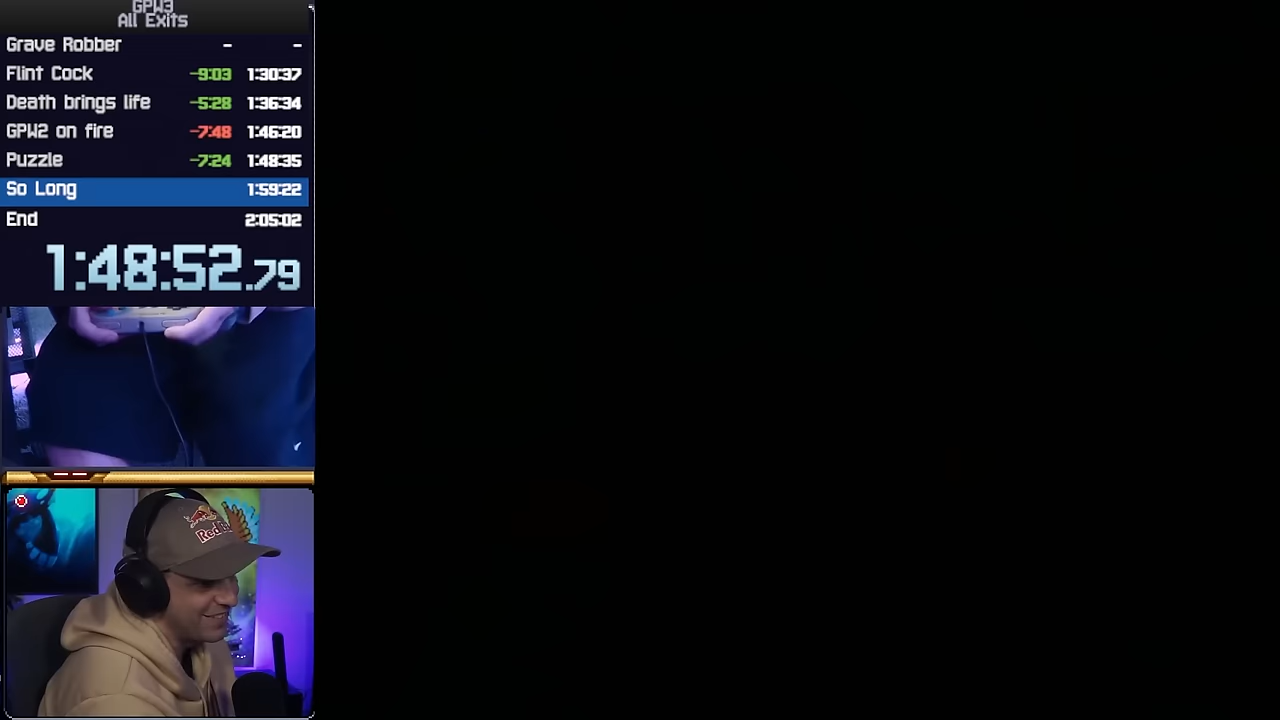 GPW3
All Exits
Grave Robber – –
Flint Cock -9:03 1:30:37
Death brings life -5:28 1:36:34
GPW2 on fire -7:48 1:46:20
Puzzle -7:24 1:48:35
So Long 1:59:22
End 2:05:02
1:48:52.79
Red